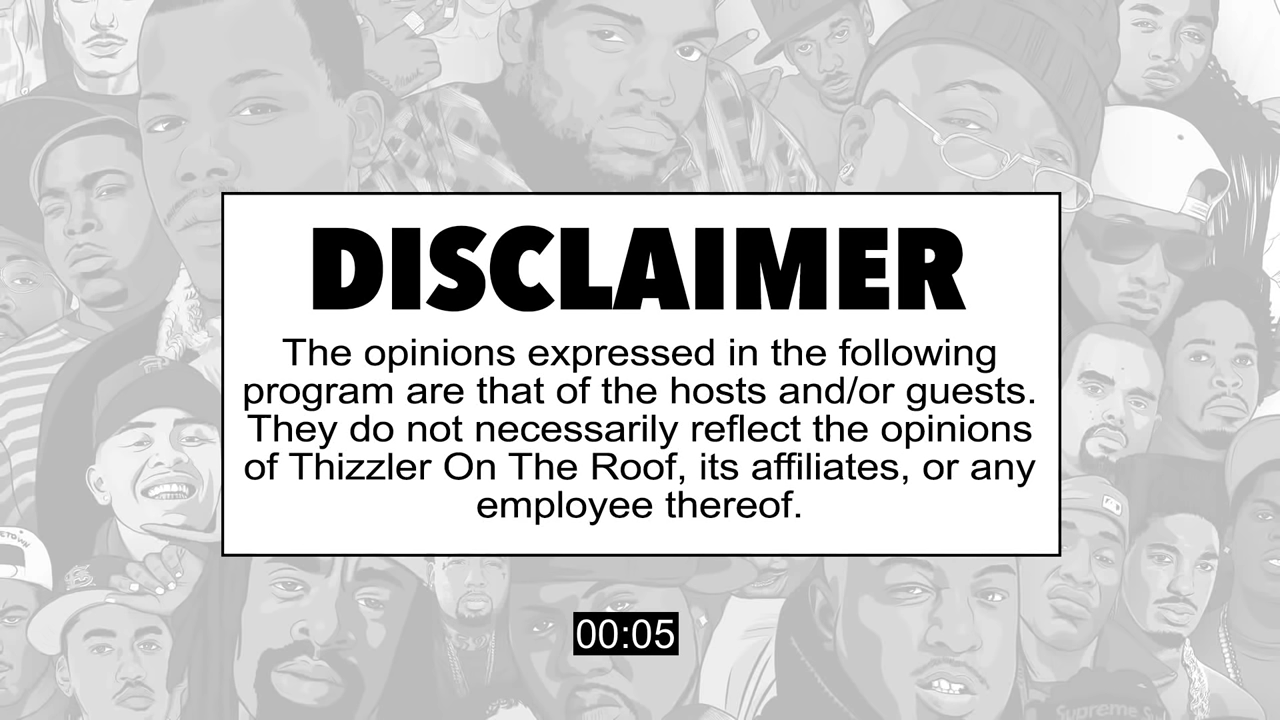 DISCLAIMER
The opinions expressed in the following
program are that of the hosts and/or guests.
They do not necessarily reflect the opinions
of Thizzler On The Roof, its affiliates, or any
employee thereof.
00:05
Supreme